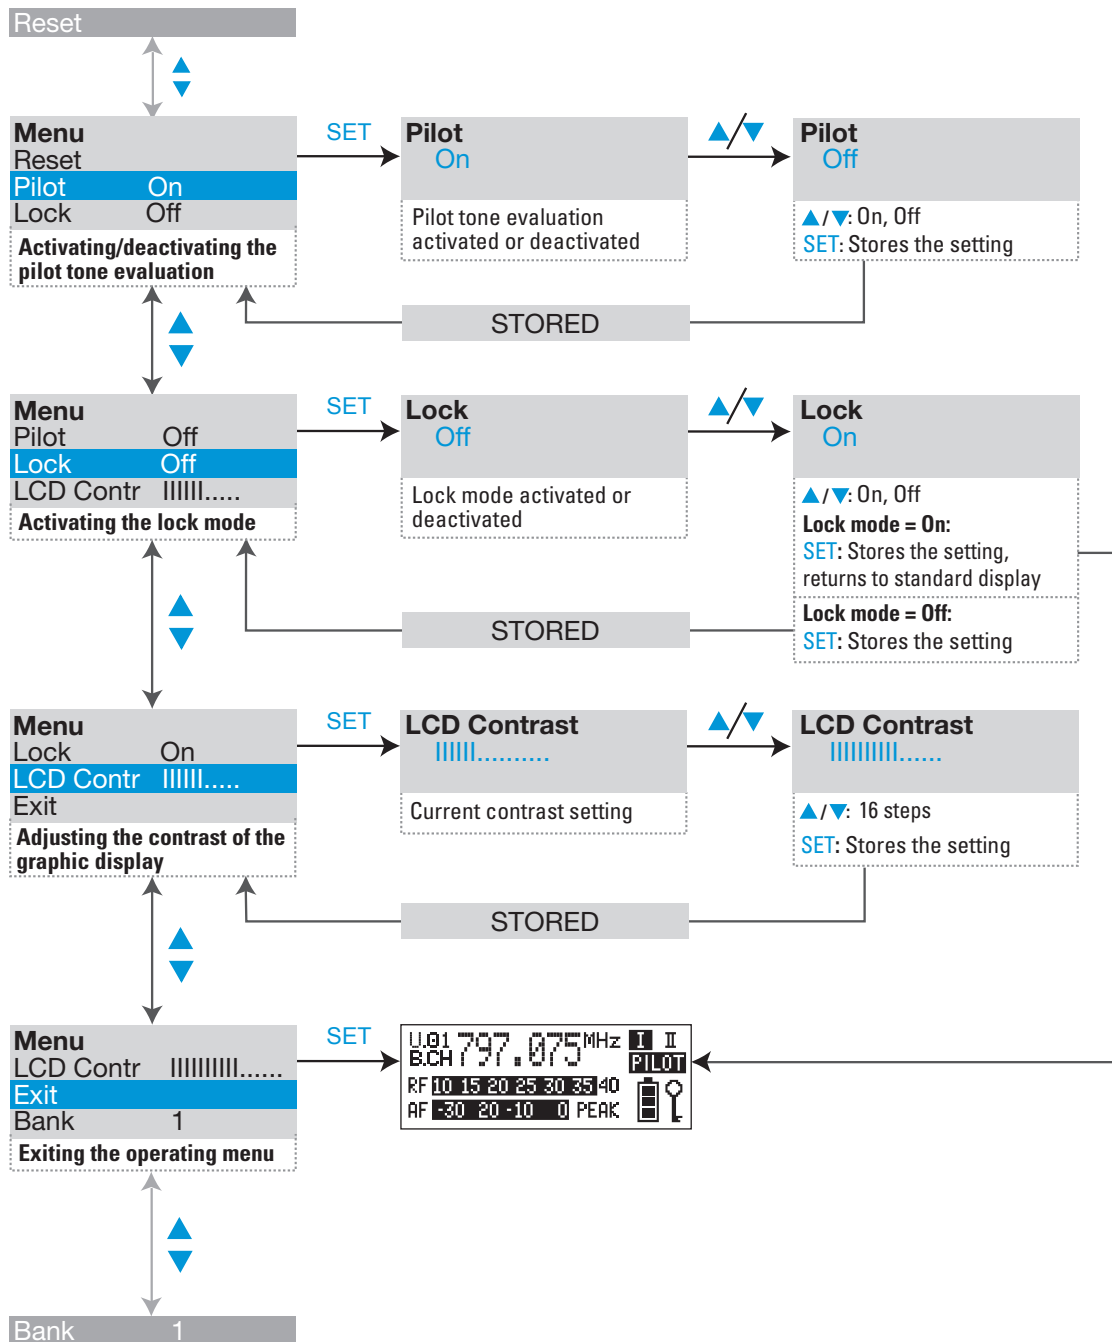 Reset
Menu
Reset
Pilot On
Lock Off
Activating/deactivating the
pilot tone evaluation
SET
Pilot
On
Pilot tone evaluation
activated or deactivated
▲/▼
Pilot
Off
▲/▼: On, Off
SET: Stores the setting
STORED
Menu
Pilot Off
Lock Off
LCD Contr IIIIII.....
Activating the lock mode
SET
Lock
Off
Lock mode activated or
deactivated
▲/▼
Lock
On
▲/▼: On, Off
Lock mode = On:
SET: Stores the setting,
returns to standard display
Lock mode = Off:
SET: Stores the setting
STORED
Menu
Lock On
LCD Contr IIIIII.....
Exit
Adjusting the contrast of the
graphic display
SET
LCD Contrast
IIIIII..........
Current contrast setting
▲/▼
LCD Contrast
IIIIIIIIII......
▲/▼: 16 steps
SET: Stores the setting
STORED
Menu
LCD Contr IIIIIIIIII......
Exit
Bank 1
Exiting the operating menu
SET
U.01 797.075 MHz I II
B.CH PILOT
RF 10 15 20 25 30 35 40
AF -30 20 -10 0 PEAK
Bank 1